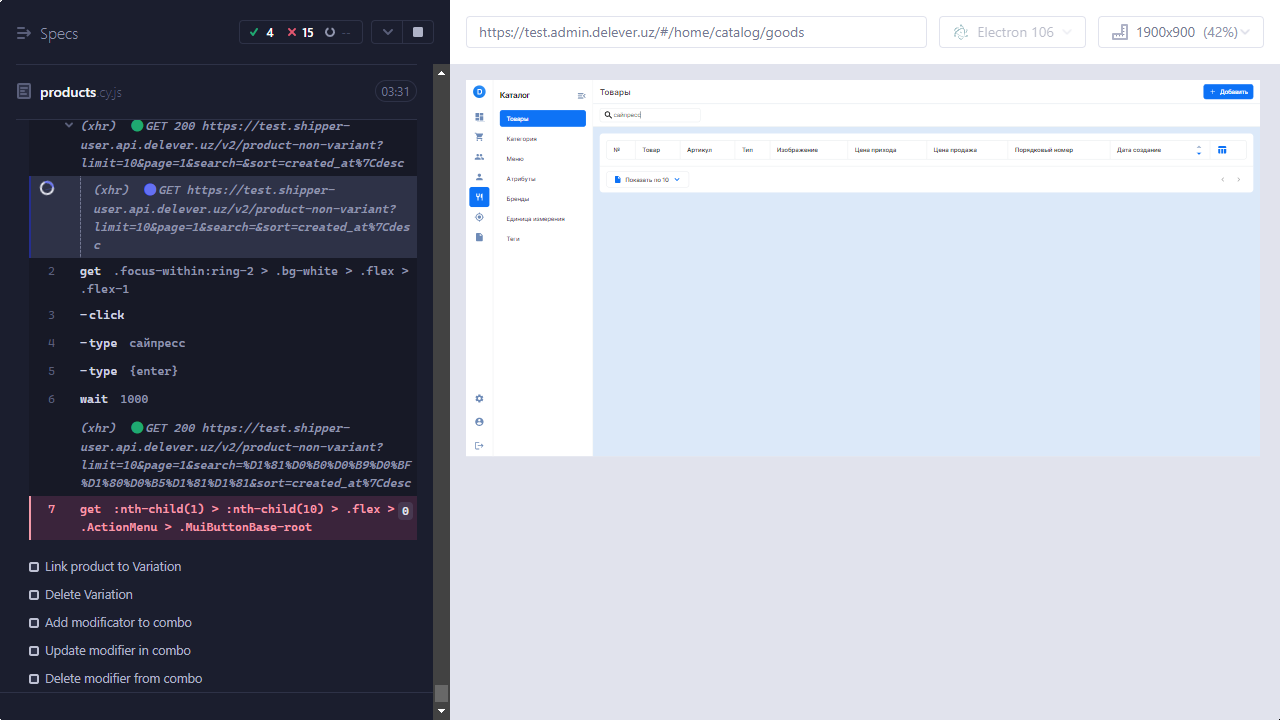 Specs
4
15
--
products.cy.js
03:31
(xhr) GET 200 https://test.shipper-
user.api.delever.uz/v2/product-non-variant?
limit=10&page=1&search=&sort=created_at%7Cdesc
(xhr) GET https://test.shipper-
user.api.delever.uz/v2/product-non-variant?
limit=10&page=1&search=&sort=created_at%7Cdes
c
2 get .focus-within:ring-2 > .bg-white > .flex >
.flex-1
3 -click
4 -type сайпресс
5 -type {enter}
6 wait 1000
(xhr) GET 200 https://test.shipper-
user.api.delever.uz/v2/product-non-variant?
limit=10&page=1&search=%D1%81%D0%B0%D0%B9%D0%BF
%D1%80%D0%B5%D1%81%D1%81&sort=created_at%7Cdesc
7 get :nth-child(1) > :nth-child(10) > .flex > 0
.ActionMenu > .MuiButtonBase-root
Link product to Variation
Delete Variation
Add modificator to combo
Update modifier in combo
Delete modifier from combo
https://test.admin.delever.uz/#/home/catalog/goods
Electron 106
1900x900 (42%)
D
Каталог
Товары
Категория
Меню
Атрибуты
Бренды
Единица измерения
Теги
Товары
+ Добавить
сайпресс
№ Товар Артикул Тип Изображение Цена прихода Цена продажа Порядковый номер Дата создание
Показать по 10